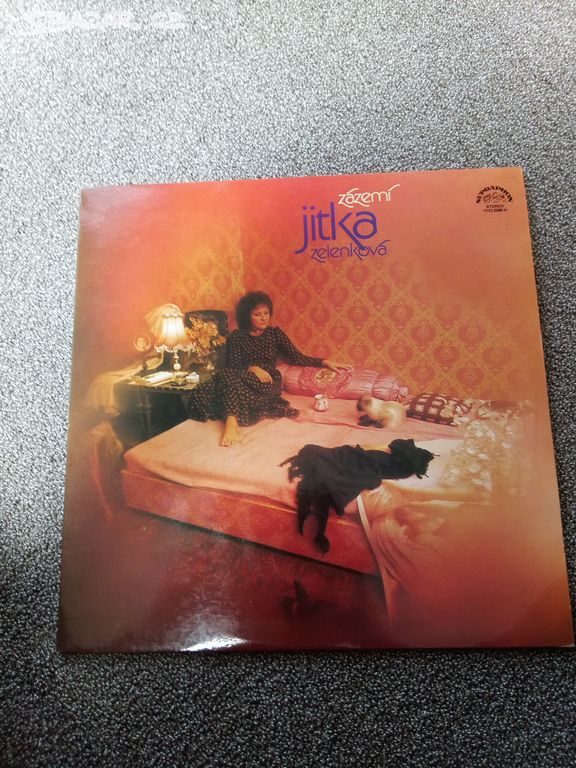 zázemí
jitka
zelenková
SUPRAPHON
STEREO